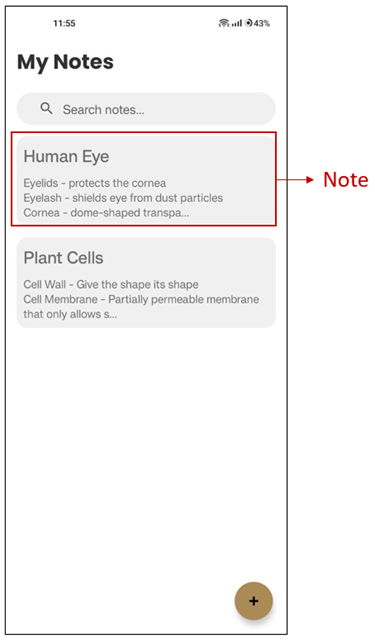 11:55 43%
My Notes
Search notes...
Human Eye
Eyelids - protects the cornea
Eyelash - shields eye from dust particles
Cornea - dome-shaped transpa...
Note
Plant Cells
Cell Wall - Give the shape its shape
Cell Membrane - Partially permeable membrane
that only allows s...
+